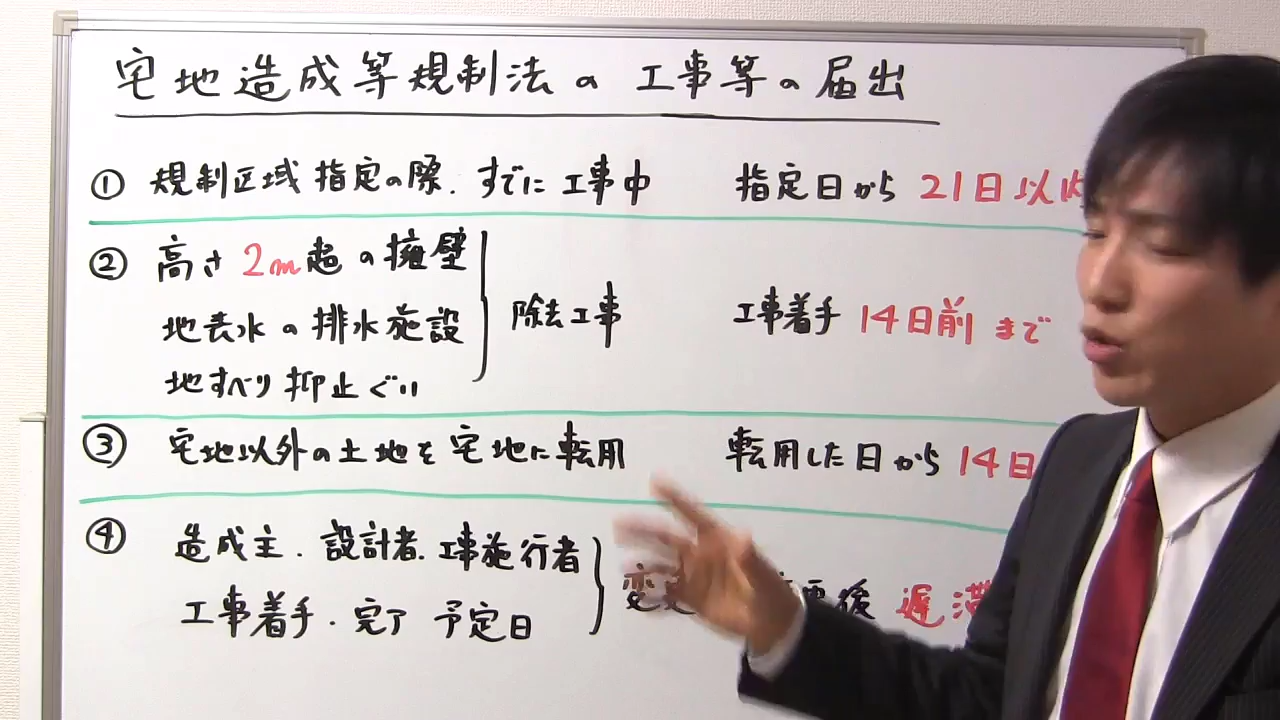 宅地造成等規制法の 工事等の届出
① 規制区域 指定の際、すでに 工事中 指定日から 21日以内
② 高さ 2m超 の 擁壁
地表水 の 排水施設 除去工事 工事着手 14日前 まで
地すべり 抑止ぐい
③ 宅地以外の土地を宅地に転用 転用した日から 14日
④ 造成主・設計者・工事施行者
工事着手・完了 予定日 変更 後 遅滞